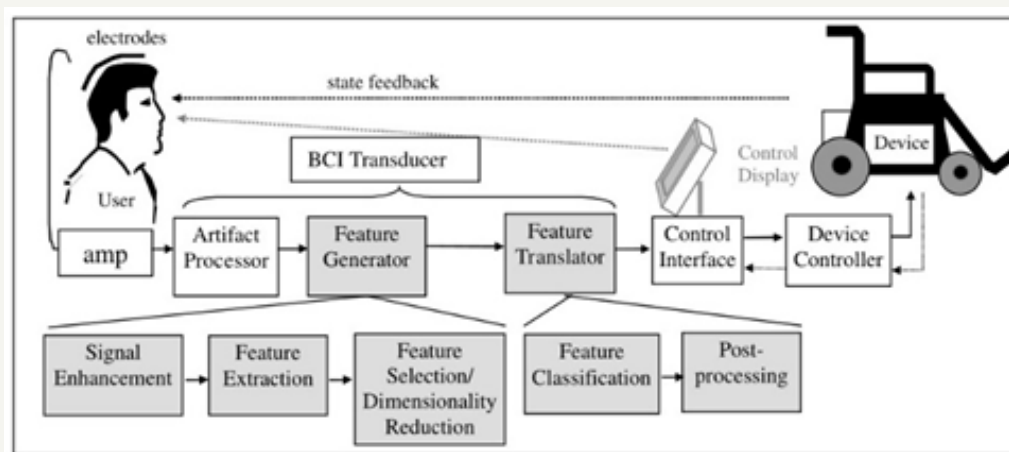 electrodes
state feedback
BCI Transducer
Control
Display
Device
User
amp
Artifact
Processor
Feature
Generator
Feature
Translator
Control
Interface
Device
Controller
Signal
Enhancement
Feature
Extraction
Feature
Selection/
Dimensionality
Reduction
Feature
Classification
Post-
processing